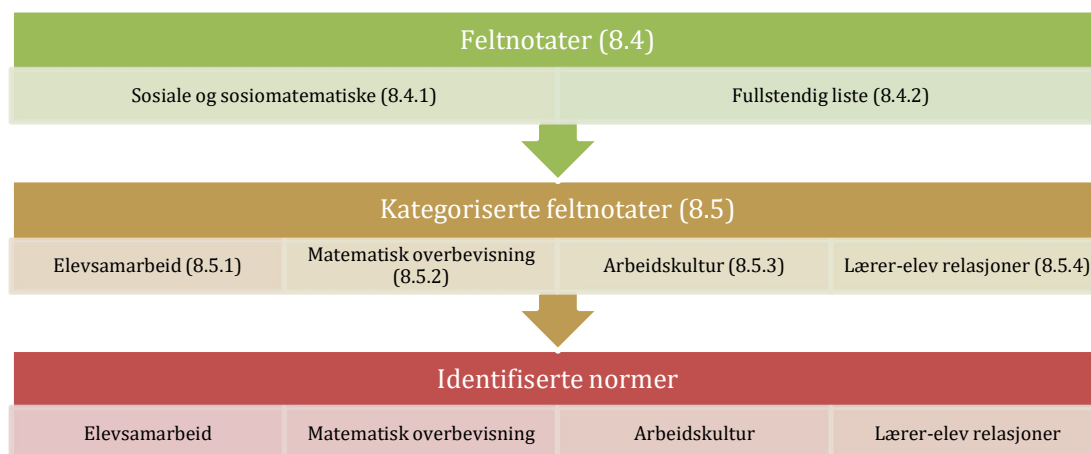 Feltnotater (8.4)
Sosiale og sosiomatematiske (8.4.1)
Fullstendig liste (8.4.2)
Kategoriserte feltnotater (8.5)
Elevsamarbeid (8.5.1)
Matematisk overbevisning
(8.5.2)
Arbeidskultur (8.5.3)
Lærer-elev relasjoner (8.5.4)
Identifiserte normer
Elevsamarbeid
Matematisk overbevisning
Arbeidskultur
Lærer-elev relasjoner